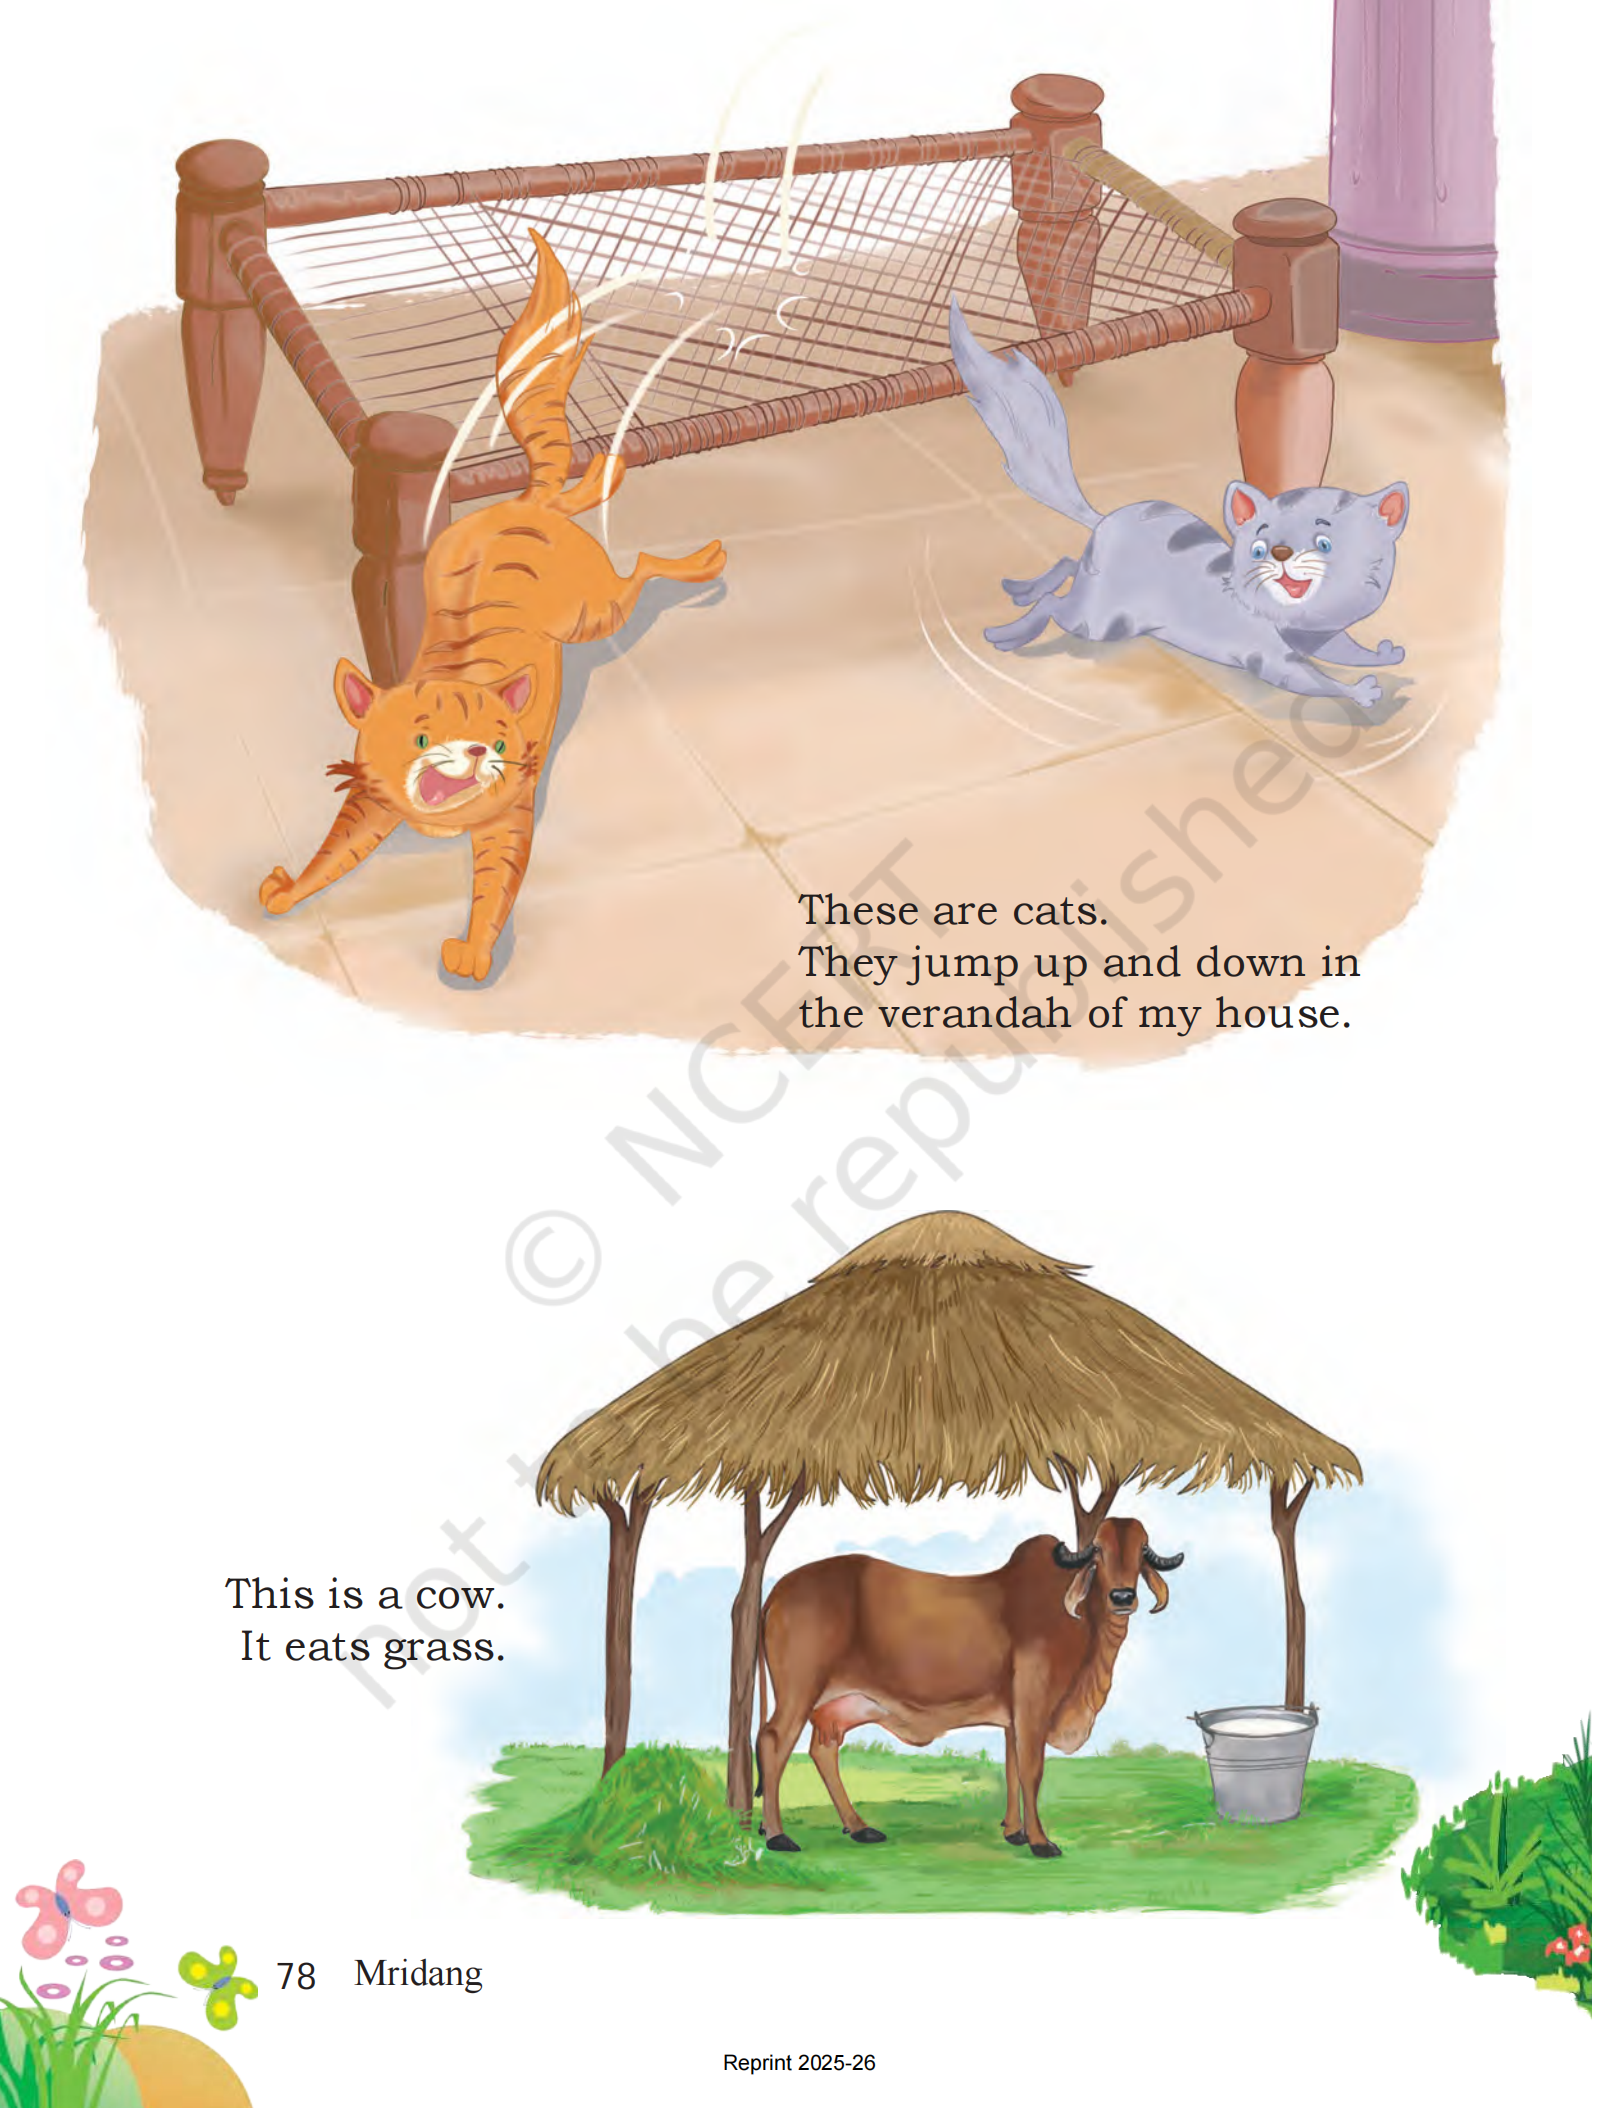 These are cats.
They jump up and down in
the verandah of my house.
© NCERT
not to be republished
This is a cow.
It eats grass.
78 Mridang
Reprint 2025-26